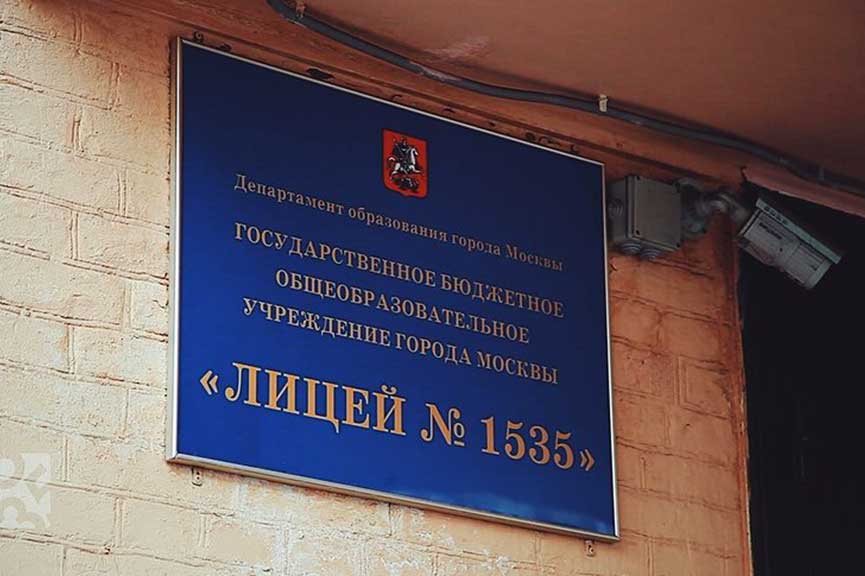 Департамент образования города Москвы
ГОСУДАРСТВЕННОЕ БЮДЖЕТНОЕ
ОБЩЕОБРАЗОВАТЕЛЬНОЕ
УЧРЕЖДЕНИЕ ГОРОДА МОСКВЫ
«ЛИЦЕЙ № 1535»